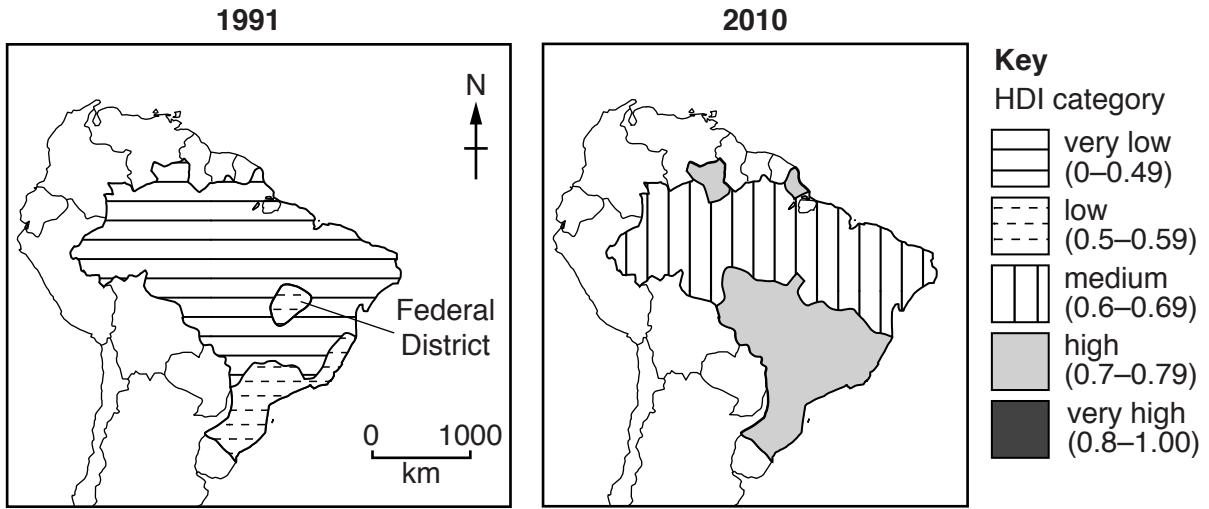 1991
2010
N
Federal
District
0 1000
km
Key
HDI category
very low
(0–0.49)
low
(0.5–0.59)
medium
(0.6–0.69)
high
(0.7–0.79)
very high
(0.8–1.00)